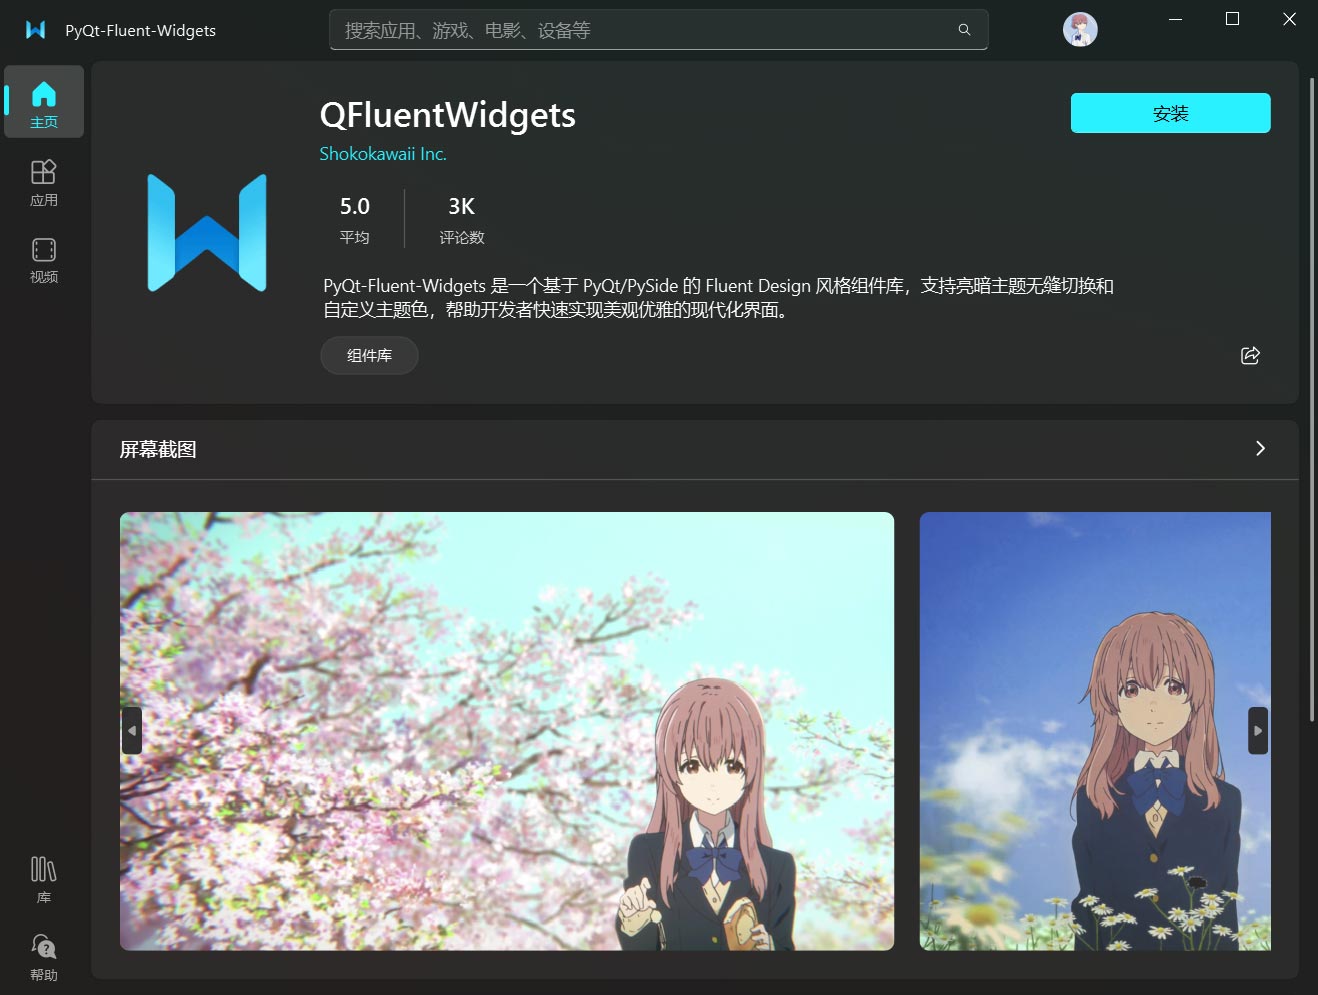 PyQt-Fluent-Widgets
搜索应用、游戏、电影、设备等
主页
应用
视频
库
帮助
QFluentWidgets
Shokokawaii Inc.
安装
5.0
平均
3K
评论数
PyQt-Fluent-Widgets 是一个基于 PyQt/PySide 的 Fluent Design 风格组件库，支持亮暗主题无缝切换和
自定义主题色，帮助开发者快速实现美观优雅的现代化界面。
组件库
屏幕截图